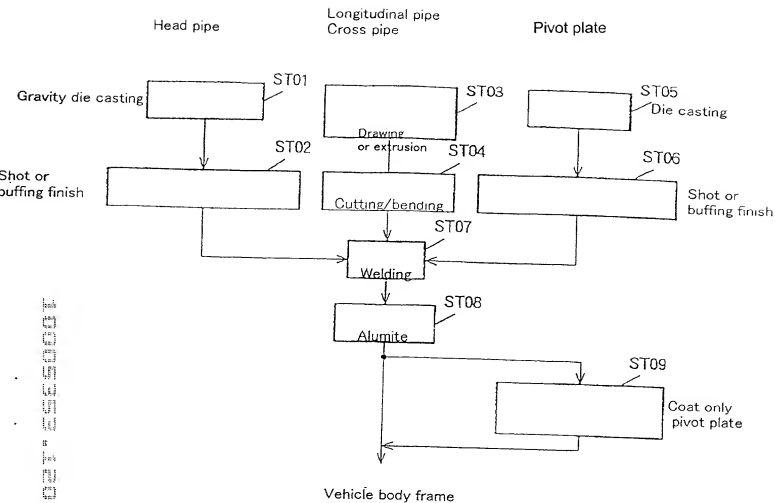 Head pipe
Longitudinal pipe
Cross pipe
Pivot plate
ST01
Gravity die casting
ST03
Drawing
or extrusion
ST05
Die casting
ST02
Shot or
buffing finish
ST04
Cutting/bending
ST06
Shot or
buffing finish
ST07
Welding
ST08
Alumite
ST09
Coat only
pivot plate
Vehicle body frame